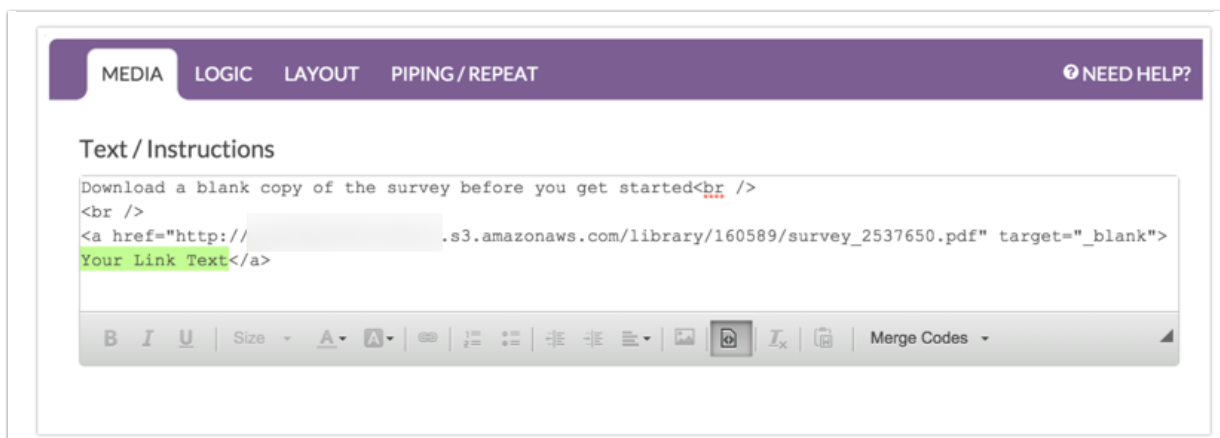 MEDIA LOGIC LAYOUT PIPING / REPEAT NEED HELP?
Text / Instructions
Download a blank copy of the survey before you get started<br />
<br />
<a href="http:// .s3.amazonaws.com/library/160589/survey_2537650.pdf" target="_blank">
Your Link Text</a>
B I U Size A A Merge Codes